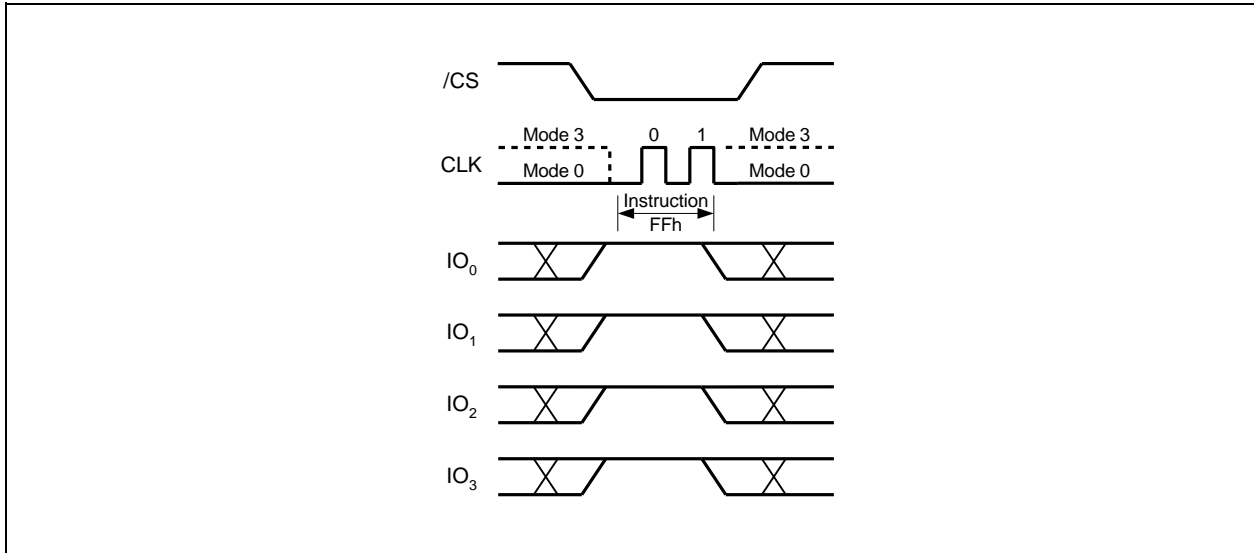 /CS
Mode 3 0 1 Mode 3
CLK
Mode 0 Mode 0
Instruction
FFh
IO₀
IO₁
IO₂
IO₃